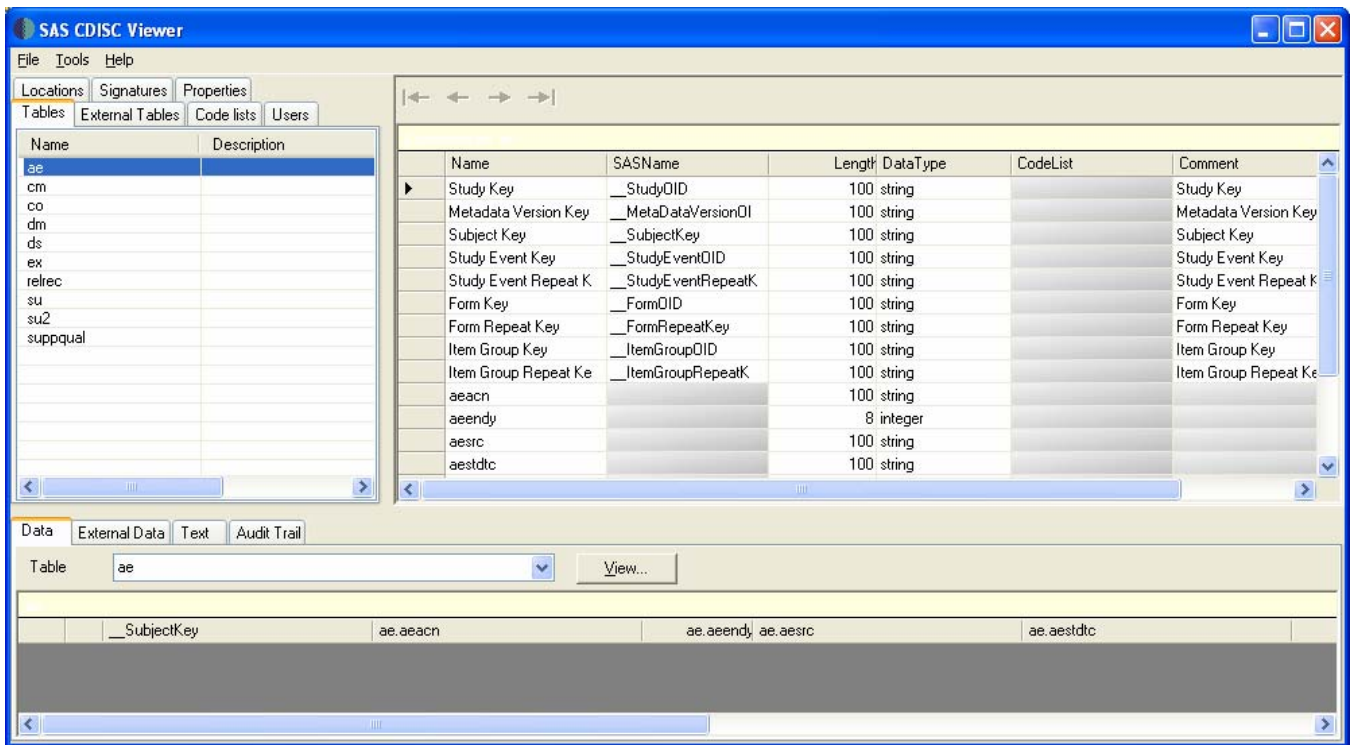 SAS CDISC Viewer
File Tools Help
Locations Signatures Properties
Tables External Tables Code lists Users
Name Description
ae
cm
co
dm
ds
ex
relrec
su
su2
suppqual
Name SASName Length DataType CodeList Comment
Study Key __StudyOID 100 string Study Key
Metadata Version Key __MetaDataVersionOI 100 string Metadata Version Key
Subject Key __SubjectKey 100 string Subject Key
Study Event Key __StudyEventOID 100 string Study Event Key
Study Event Repeat K __StudyEventRepeatK 100 string Study Event Repeat K
Form Key __FormOID 100 string Form Key
Form Repeat Key __FormRepeatKey 100 string Form Repeat Key
Item Group Key __ItemGroupOID 100 string Item Group Key
Item Group Repeat Ke __ItemGroupRepeatK 100 string Item Group Repeat Ke
aeacn 100 string
aeendy 8 integer
aesrc 100 string
aestdtc 100 string
Data External Data Text Audit Trail
Table ae View...
__SubjectKey ae.aeacn ae.aeendy ae.aesrc ae.aestdtc